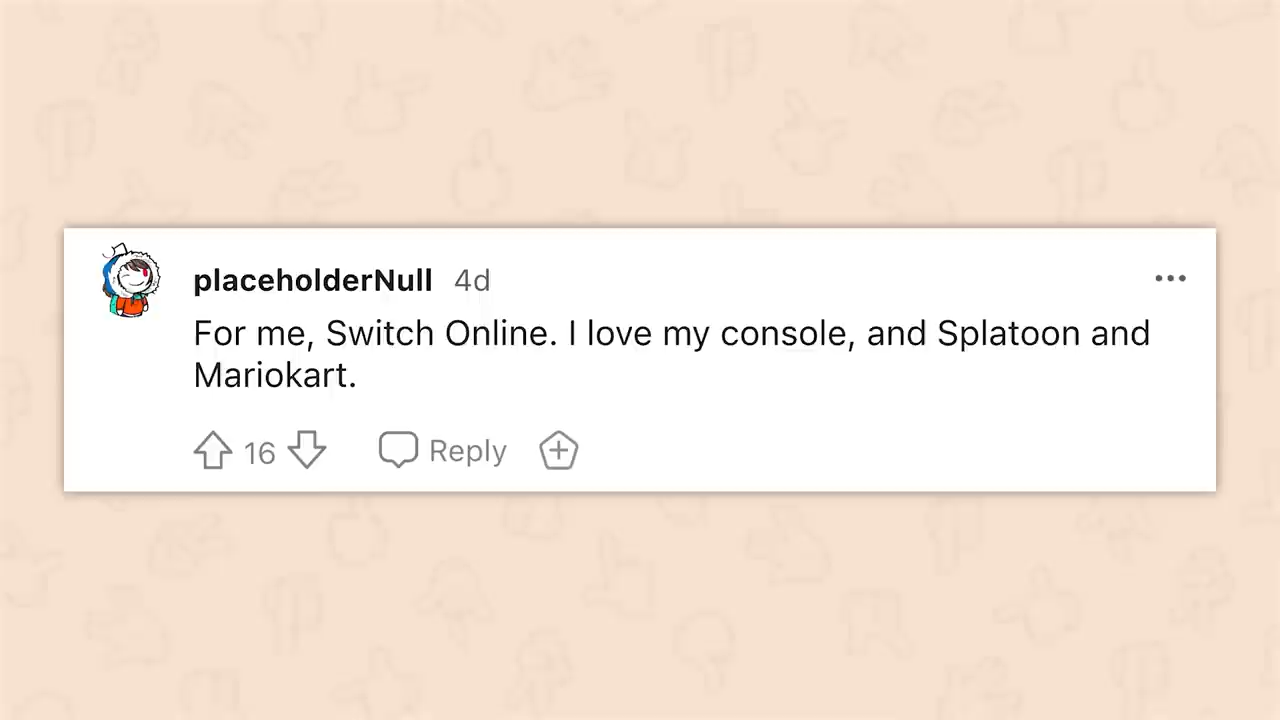 placeholderNull 4d
For me, Switch Online. I love my console, and Splatoon and
Mariokart.
16 Reply